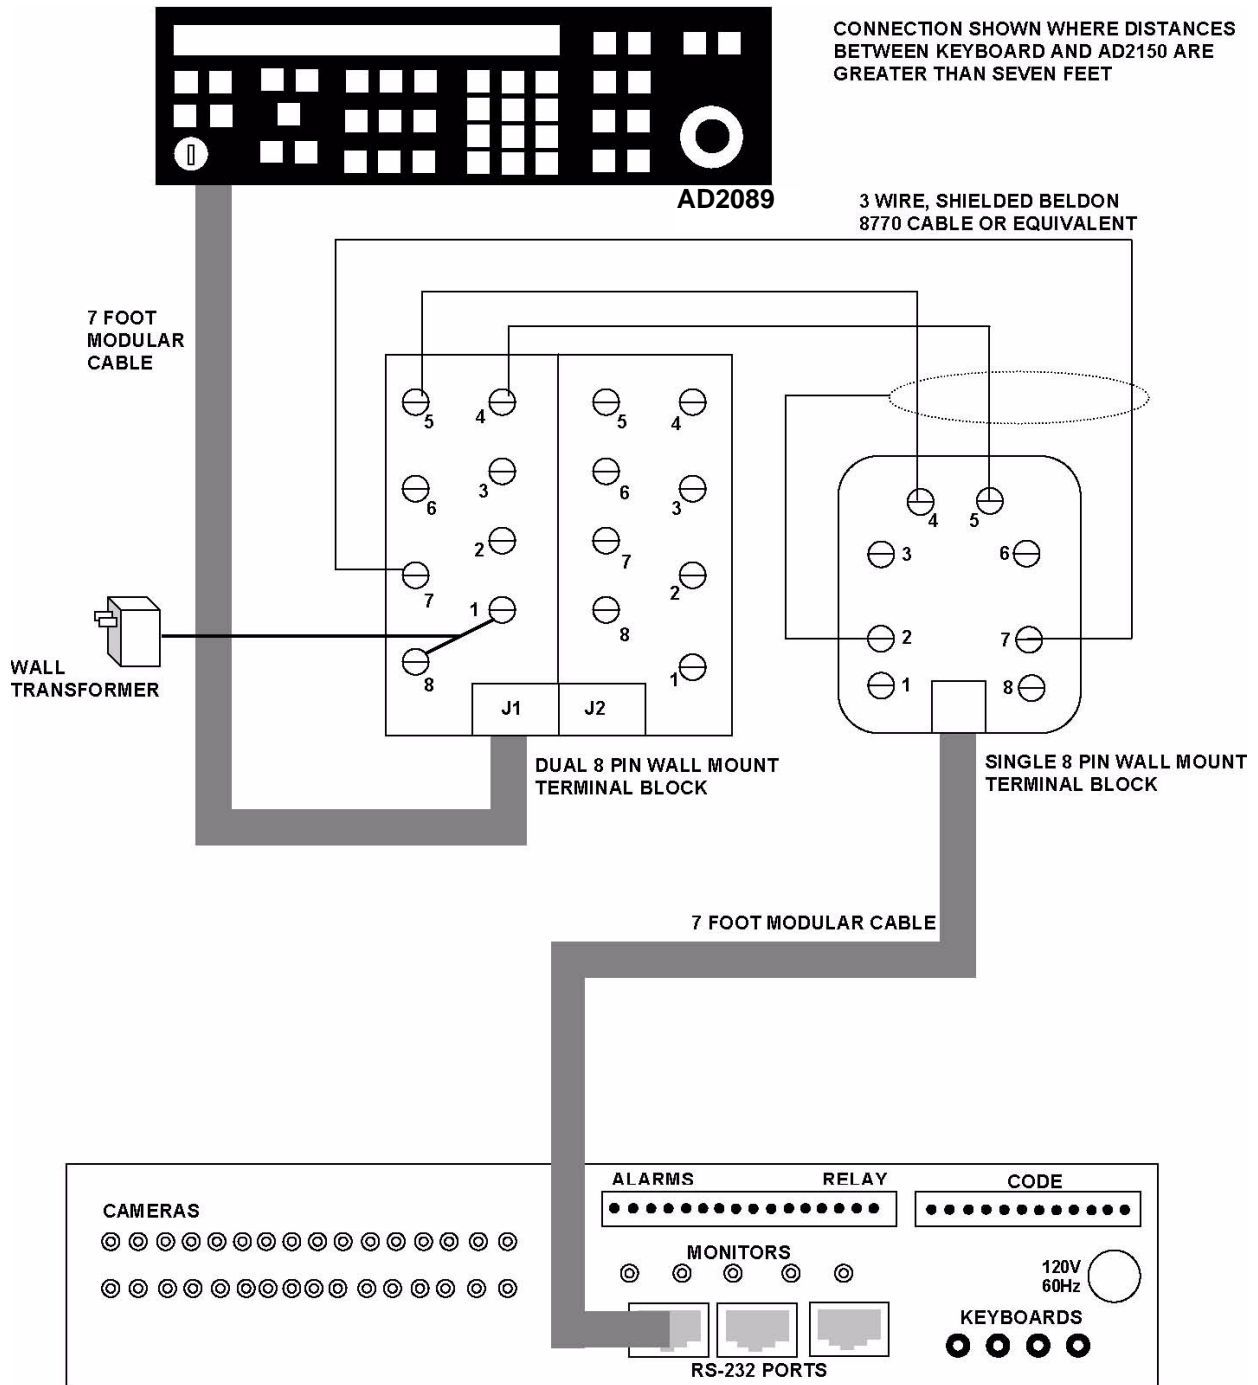 CONNECTION SHOWN WHERE DISTANCES
BETWEEN KEYBOARD AND AD2150 ARE
GREATER THAN SEVEN FEET
AD2089
3 WIRE, SHIELDED BELDON
8770 CABLE OR EQUIVALENT
7 FOOT
MODULAR
CABLE
5 4 5 4
6 3 6 3
7 2 7 2
8 1 8 1
J1 J2
4 5
3 6
2 7
1 8
WALL
TRANSFORMER
DUAL 8 PIN WALL MOUNT
TERMINAL BLOCK
SINGLE 8 PIN WALL MOUNT
TERMINAL BLOCK
7 FOOT MODULAR CABLE
CAMERAS
ALARMS RELAY
CODE
MONITORS
120V
60Hz
KEYBOARDS
RS-232 PORTS